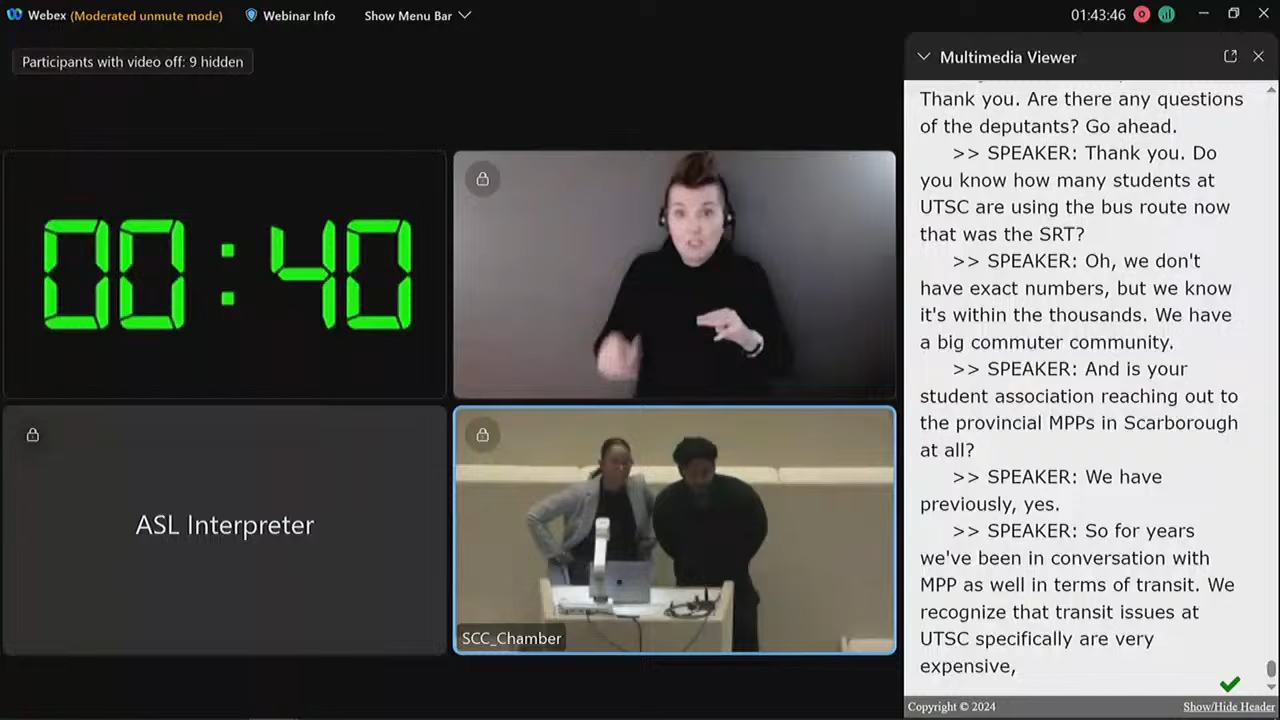 Webex (Moderated unmute mode)
Webinar Info
Show Menu Bar
01:43:46
Participants with video off: 9 hidden
00:40
ASL Interpreter
SCC_Chamber
Multimedia Viewer
Thank you. Are there any questions
of the deputants? Go ahead.
>> SPEAKER: Thank you. Do
you know how many students at
UTSC are using the bus route now
that was the SRT?
>> SPEAKER: Oh, we don't
have exact numbers, but we know
it's within the thousands. We have
a big commuter community.
>> SPEAKER: And is your
student association reaching out to
the provincial MPPs in Scarborough
at all?
>> SPEAKER: We have
previously, yes.
>> SPEAKER: So for years
we've been in conversation with
MPP as well in terms of transit. We
recognize that transit issues at
UTSC specifically are very
expensive,
Copyright © 2024
Show/Hide Header